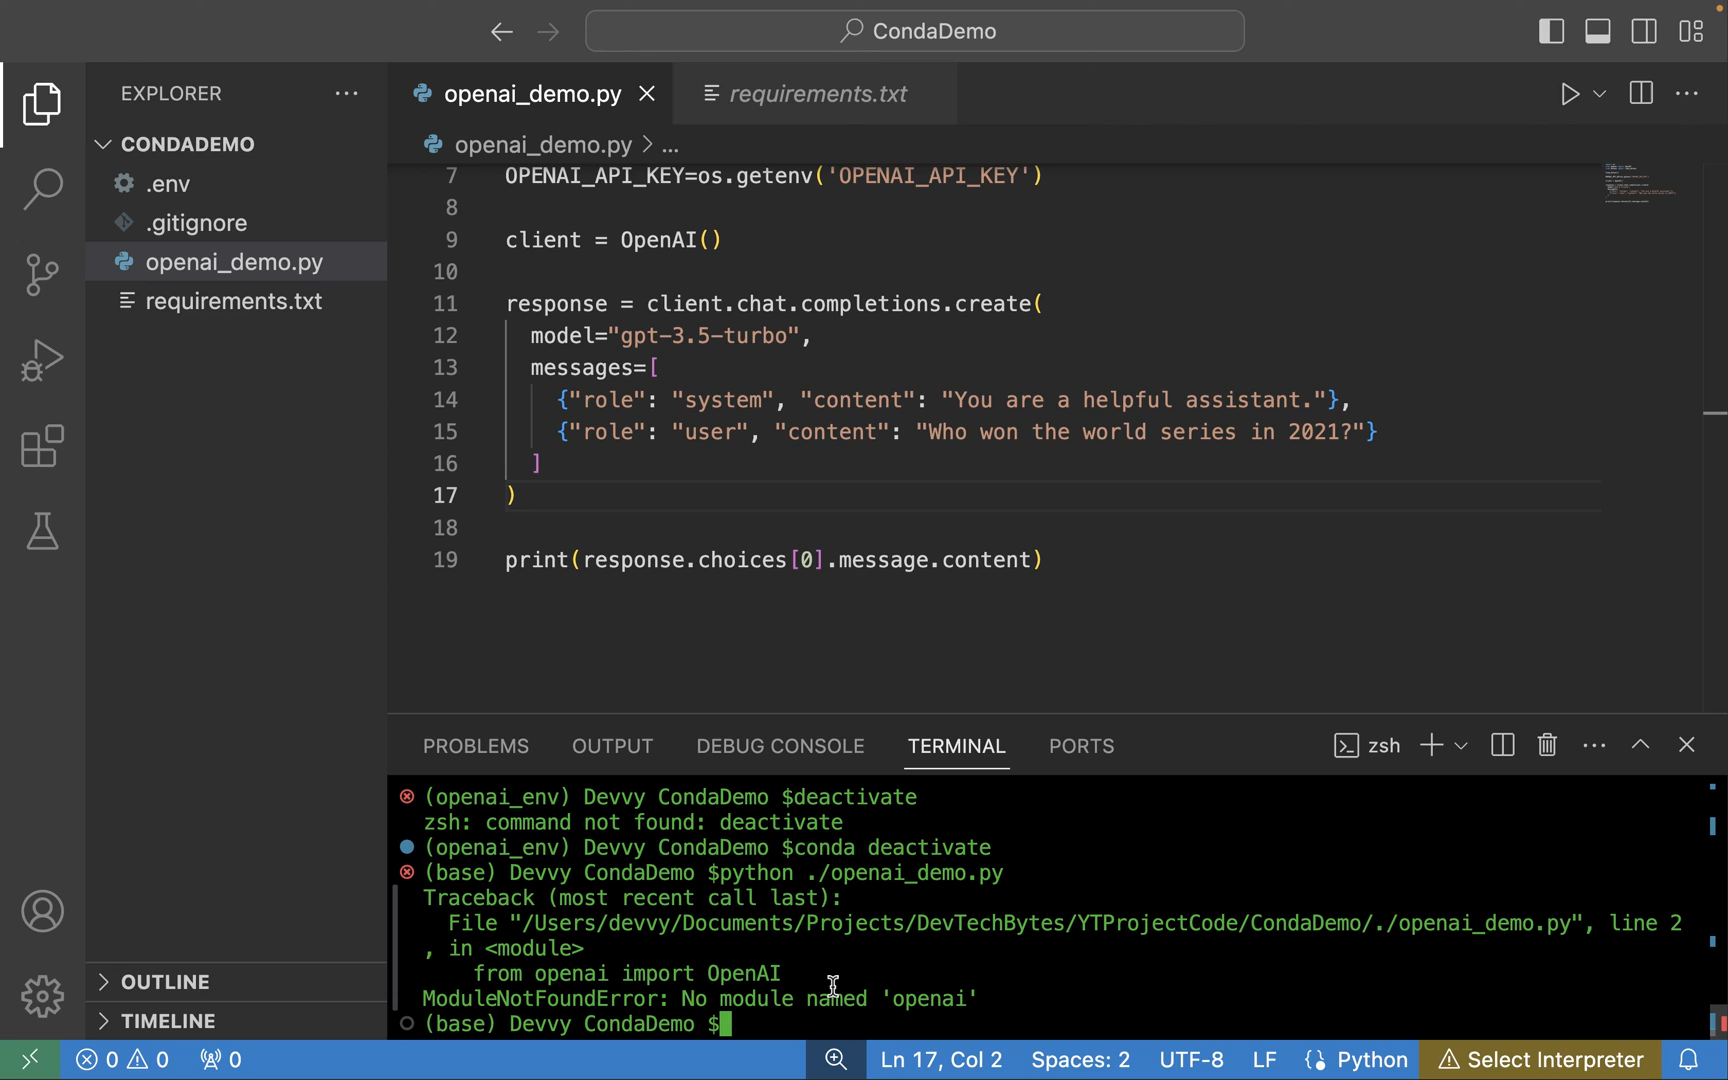 CondaDemo
EXPLORER
CONDADEMO
.env
.gitignore
openai_demo.py
requirements.txt
OUTLINE
TIMELINE
openai_demo.py
requirements.txt
openai_demo.py > ...
7 OPENAI_API_KEY=os.getenv('OPENAI_API_KEY')
8
9 client = OpenAI()
10
11 response = client.chat.completions.create(
12 model="gpt-3.5-turbo",
13 messages=[
14 {"role": "system", "content": "You are a helpful assistant."},
15 {"role": "user", "content": "Who won the world series in 2021?"}
16 ]
17 )
18
19 print(response.choices[0].message.content)
PROBLEMS OUTPUT DEBUG CONSOLE TERMINAL PORTS zsh
(openai_env) Devvy CondaDemo $deactivate
zsh: command not found: deactivate
(openai_env) Devvy CondaDemo $conda deactivate
(base) Devvy CondaDemo $python ./openai_demo.py
Traceback (most recent call last):
File "/Users/devvy/Documents/Projects/DevTechBytes/YTProjectCode/CondaDemo/./openai_demo.py", line 2
, in <module>
from openai import OpenAI
ModuleNotFoundError: No module named 'openai'
(base) Devvy CondaDemo $
0 0 0 Ln 17, Col 2 Spaces: 2 UTF-8 LF Python Select Interpreter